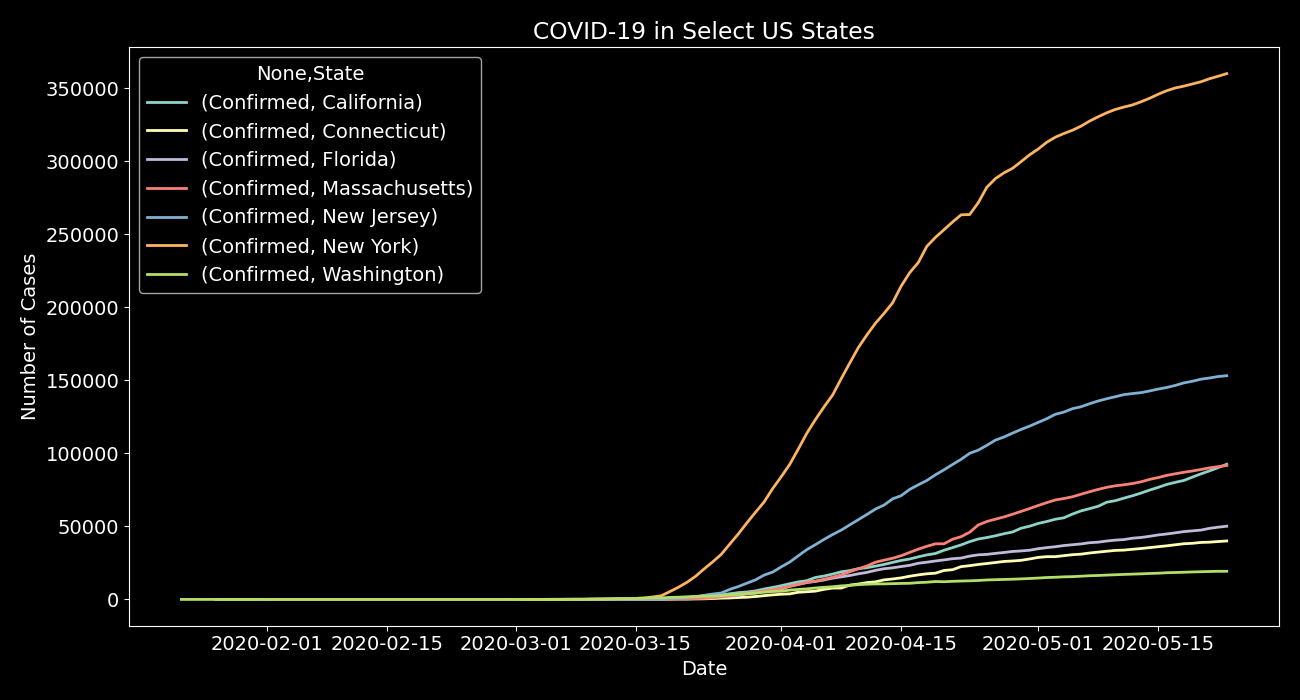 COVID-19 in Select US States
None,State
(Confirmed, California)
(Confirmed, Connecticut)
(Confirmed, Florida)
(Confirmed, Massachusetts)
(Confirmed, New Jersey)
(Confirmed, New York)
(Confirmed, Washington)
Number of Cases
350000
300000
250000
200000
150000
100000
50000
0
2020-02-01 2020-02-15 2020-03-01 2020-03-15 2020-04-01 2020-04-15 2020-05-01 2020-05-15
Date